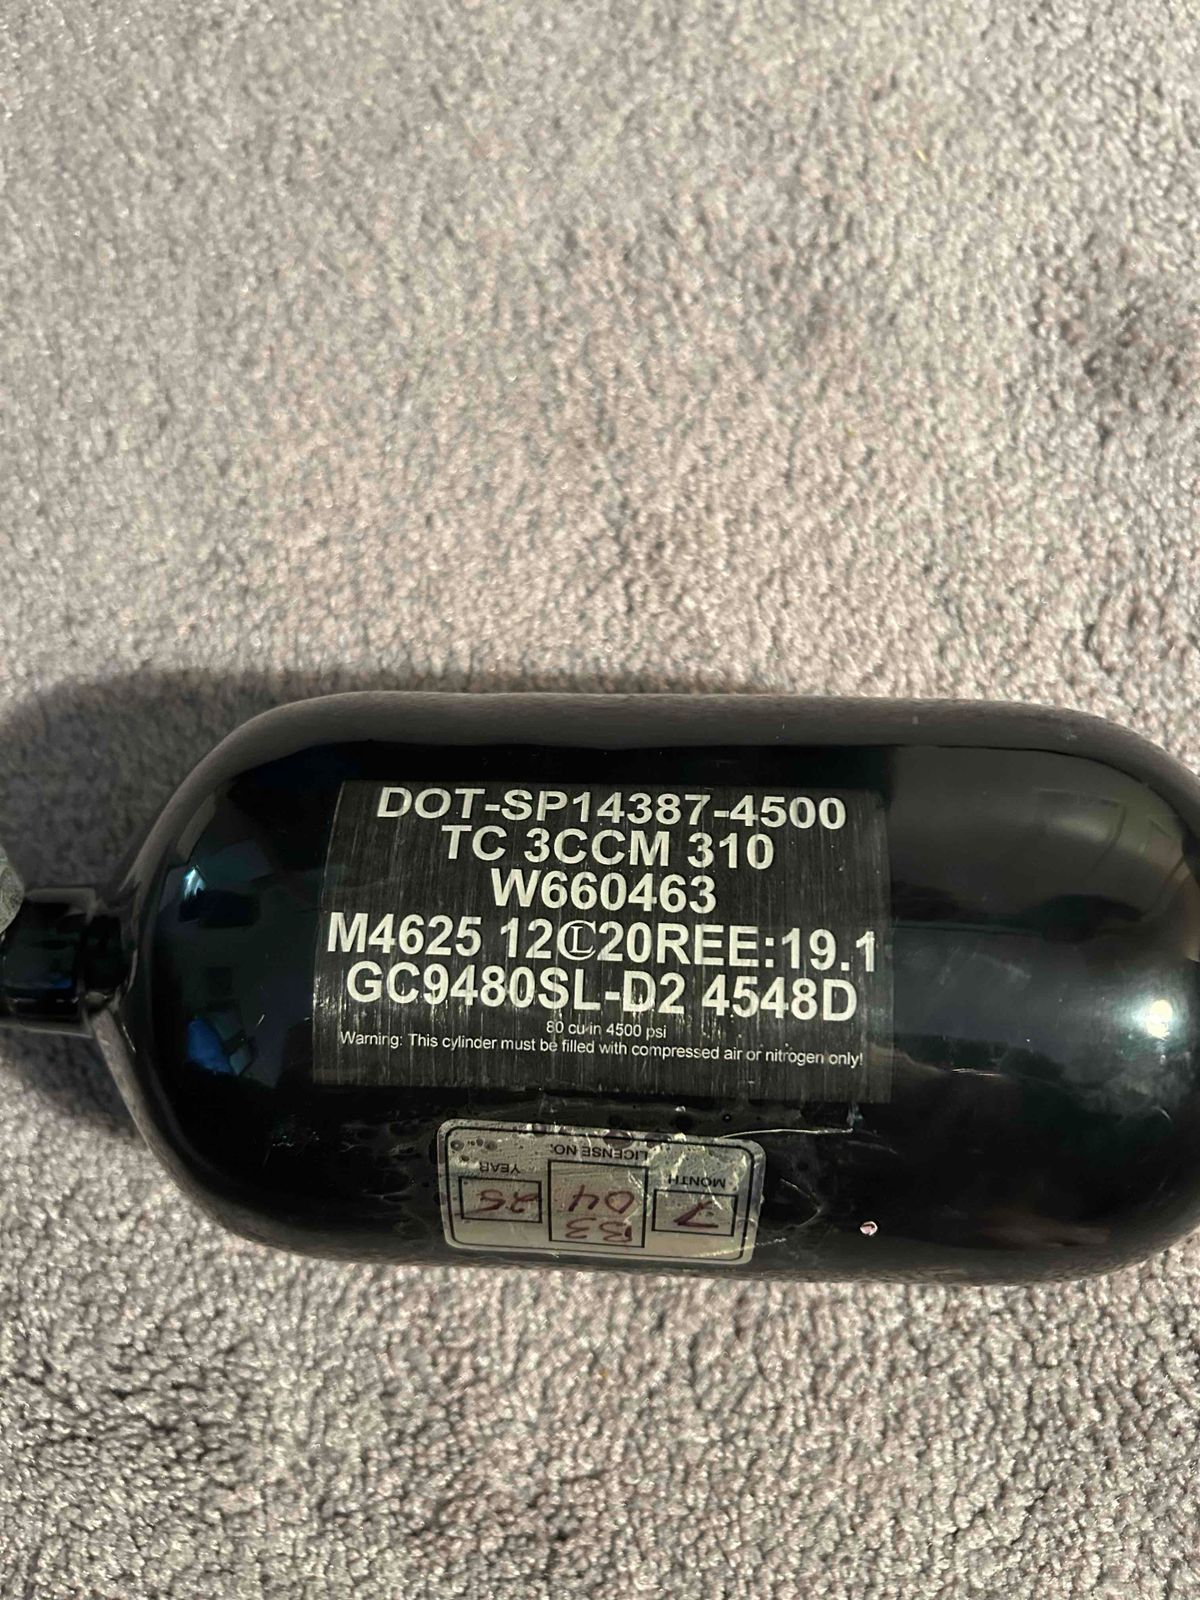 DOT-SP14387-4500
TC 3CCM 310
W660463
M4625 12 20REE:19.1
GC9480SL-D2 4548D
80 cu in 4500 psi
Warning: This cylinder must be filled with compressed air or nitrogen only!
MONTH LICENSE NO. YEAR
7 B3 25
04